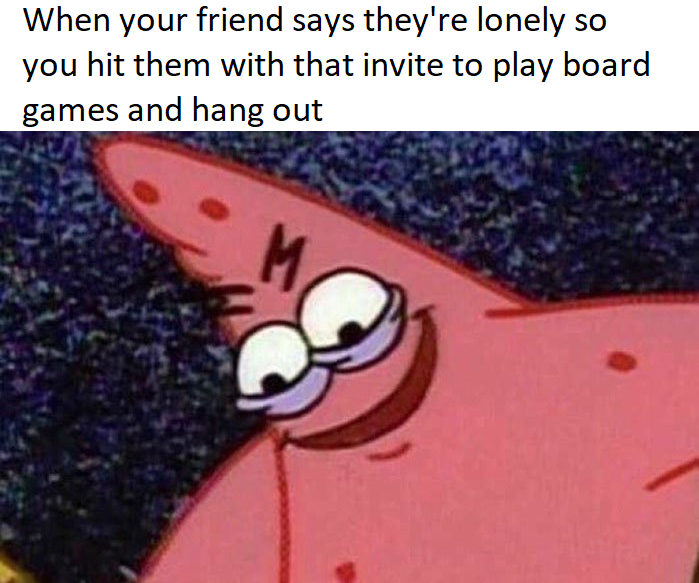 When your friend says they're lonely so
you hit them with that invite to play board
games and hang out